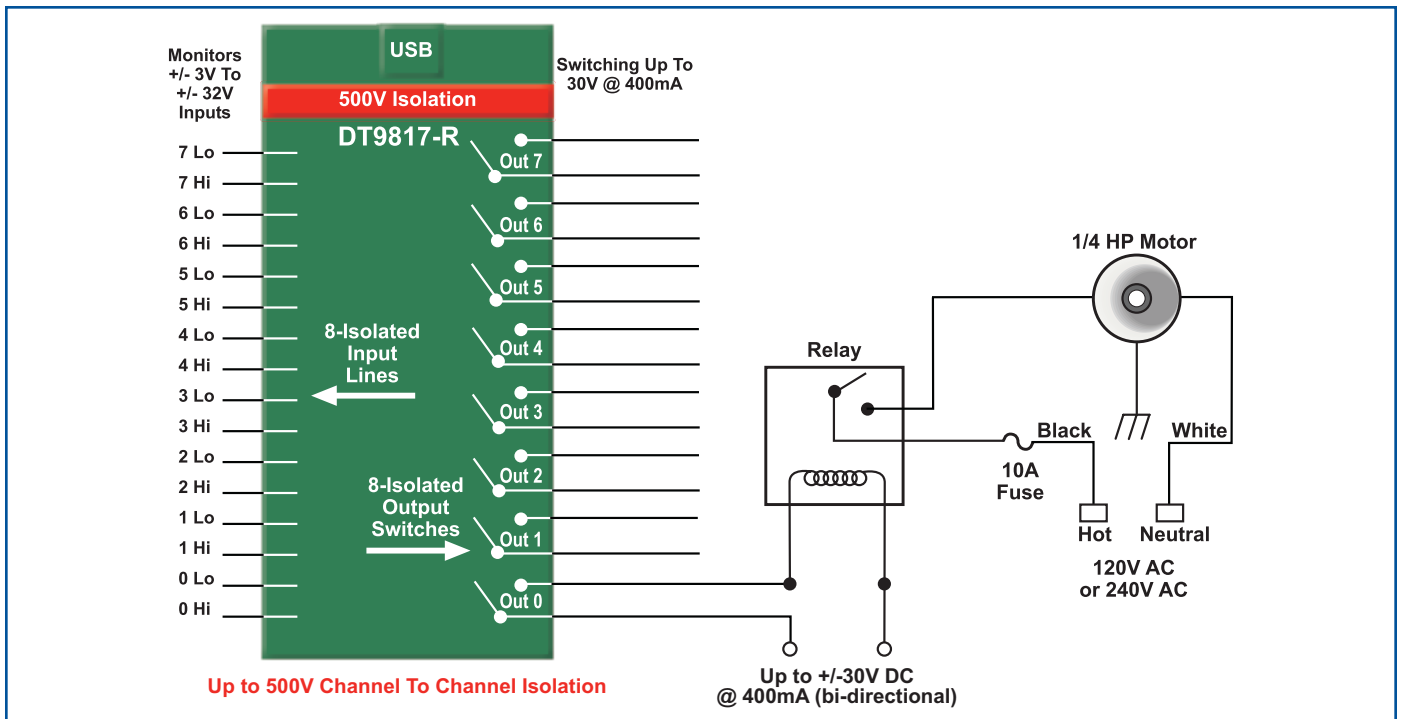 Monitors
+/- 3V To
+/- 32V
Inputs
USB
Switching Up To
30V @ 400mA
500V Isolation
DT9817-R
7 Lo
7 Hi
6 Lo
6 Hi
5 Lo
5 Hi
4 Lo
4 Hi
3 Lo
3 Hi
2 Lo
2 Hi
1 Lo
1 Hi
0 Lo
0 Hi
8-Isolated
Input
Lines
8-Isolated
Output
Switches
Out 7
Out 6
Out 5
Out 4
Out 3
Out 2
Out 1
Out 0
Relay
1/4 HP Motor
Black
White
10A
Fuse
Hot
Neutral
120V AC
or 240V AC
Up to +/-30V DC
@ 400mA (bi-directional)
Up to 500V Channel To Channel Isolation